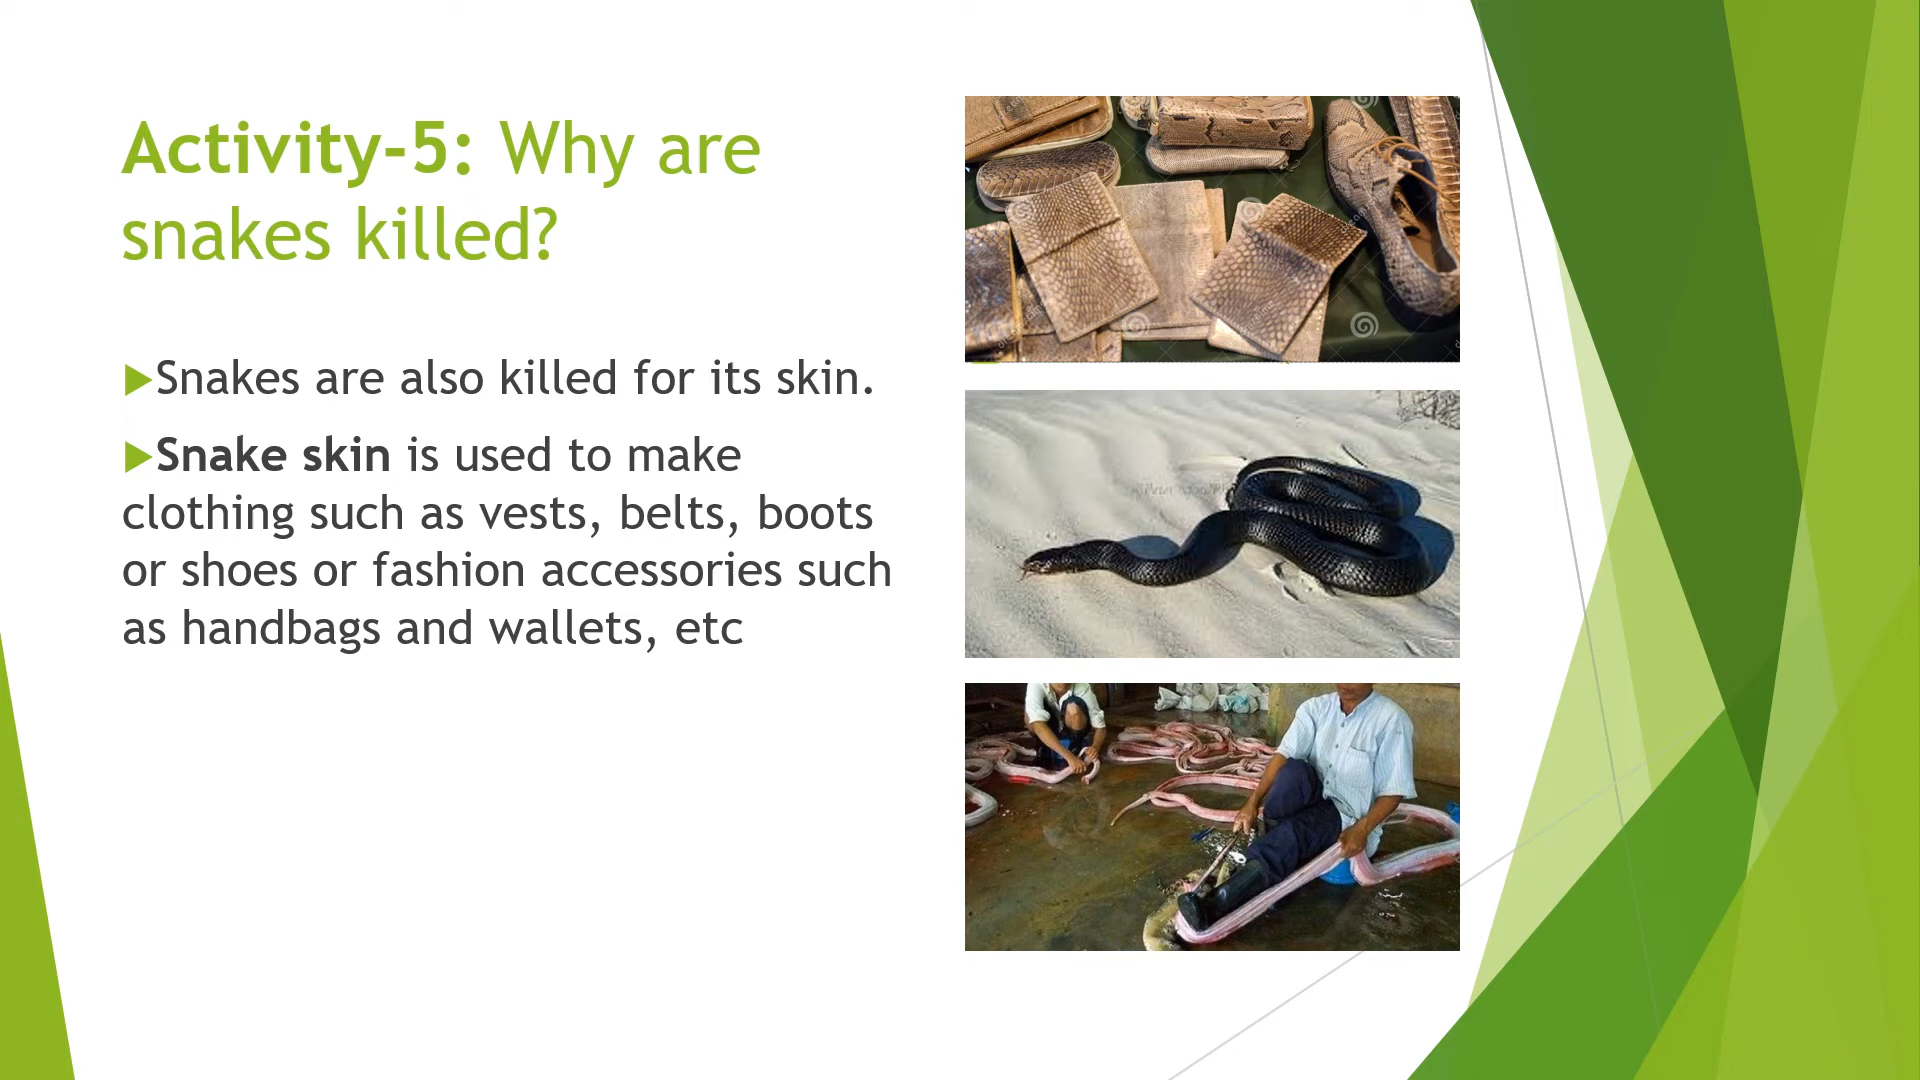 Activity-5: Why are
snakes killed?
Snakes are also killed for its skin.
Snake skin is used to make
clothing such as vests, belts, boots
or shoes or fashion accessories such
as handbags and wallets, etc